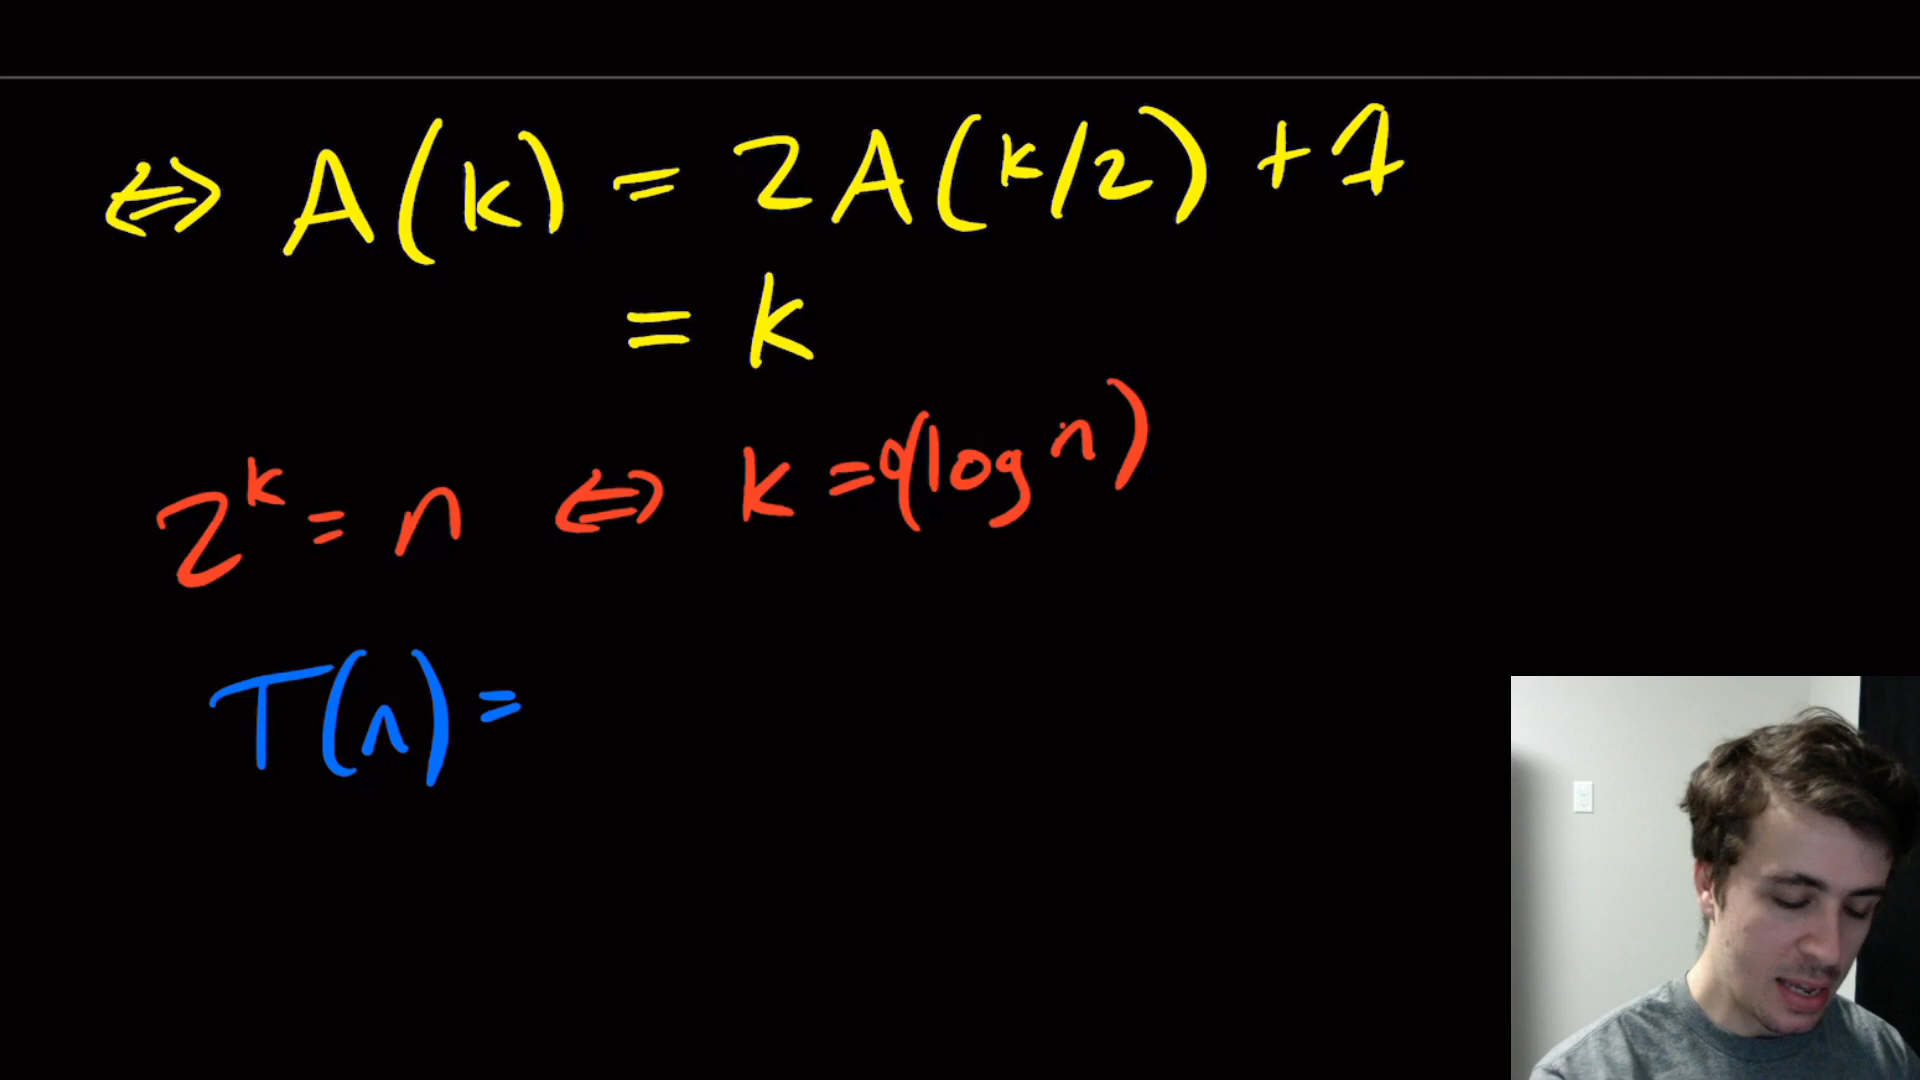 ⇔ A(k) = 2A(k/2) + 1
= k
2^k = n ⇔ k = (log n)
T(n) =